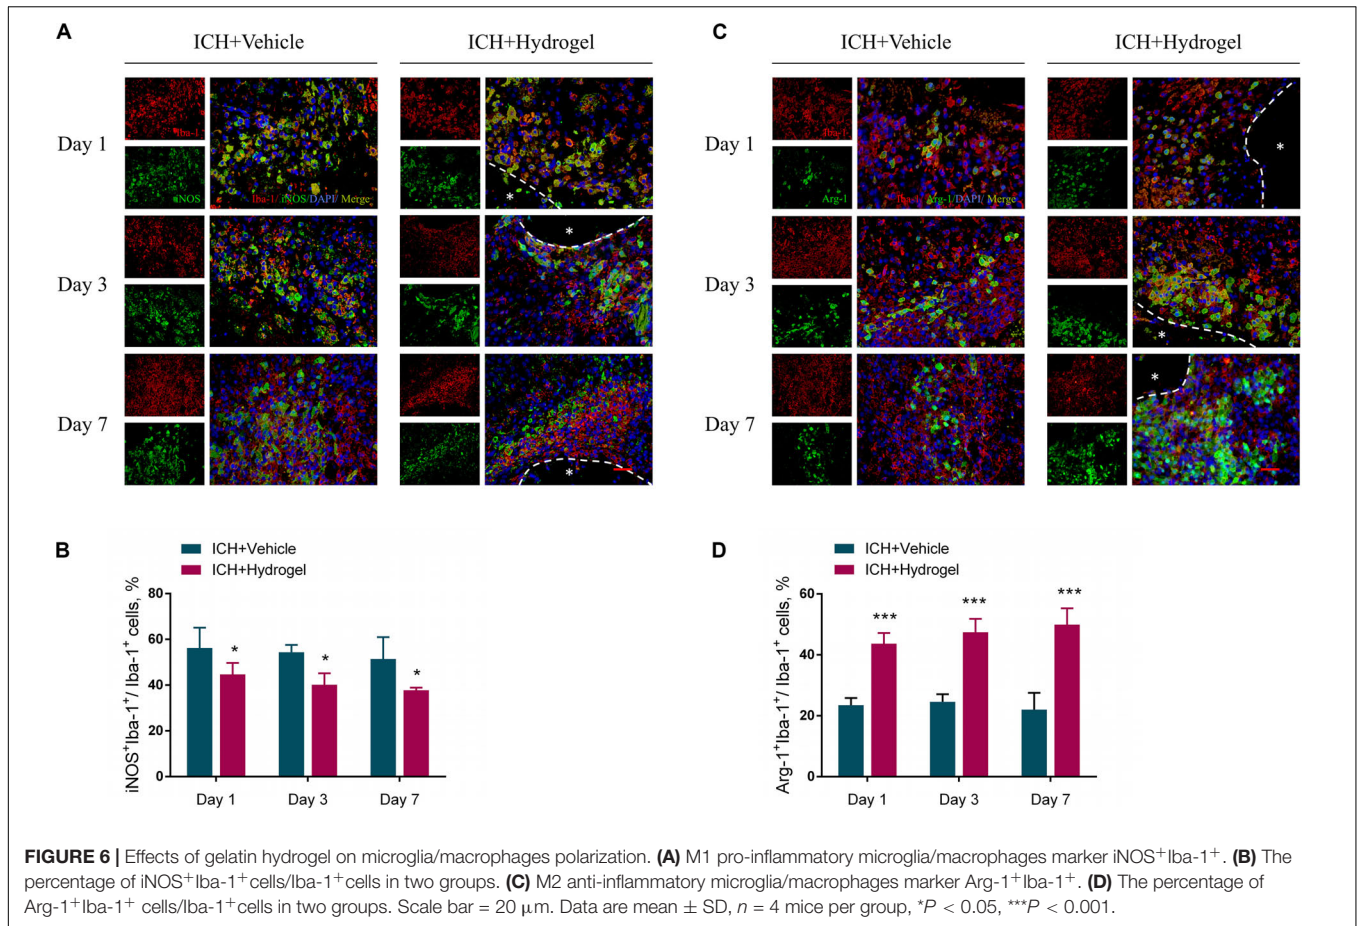 A
ICH+Vehicle
ICH+Hydrogel
Day 1
Iba-1
iNOS
Iba-1/iNOS/DAPI/ Merge
*
Day 3
*
Day 7
*
C
ICH+Vehicle
ICH+Hydrogel
Day 1
Iba-1
Arg-1
Iba-1/ Arg-1/DAPI/ Merge
*
Day 3
*
Day 7
*
B
ICH+Vehicle
ICH+Hydrogel
iNOS+Iba-1+/ Iba-1+ cells, %
80
60
40
20
0
*
*
*
Day 1
Day 3
Day 7
D
ICH+Vehicle
ICH+Hydrogel
Arg-1+Iba-1+/ Iba-1+ cells, %
60
40
20
0
***
***
***
Day 1
Day 3
Day 7
FIGURE 6 | Effects of gelatin hydrogel on microglia/macrophages polarization. (A) M1 pro-inflammatory microglia/macrophages marker iNOS+Iba-1+. (B) The
percentage of iNOS+Iba-1+cells/Iba-1+cells in two groups. (C) M2 anti-inflammatory microglia/macrophages marker Arg-1+Iba-1+. (D) The percentage of
Arg-1+Iba-1+ cells/Iba-1+cells in two groups. Scale bar = 20 μm. Data are mean ± SD, n = 4 mice per group, *P < 0.05, ***P < 0.001.